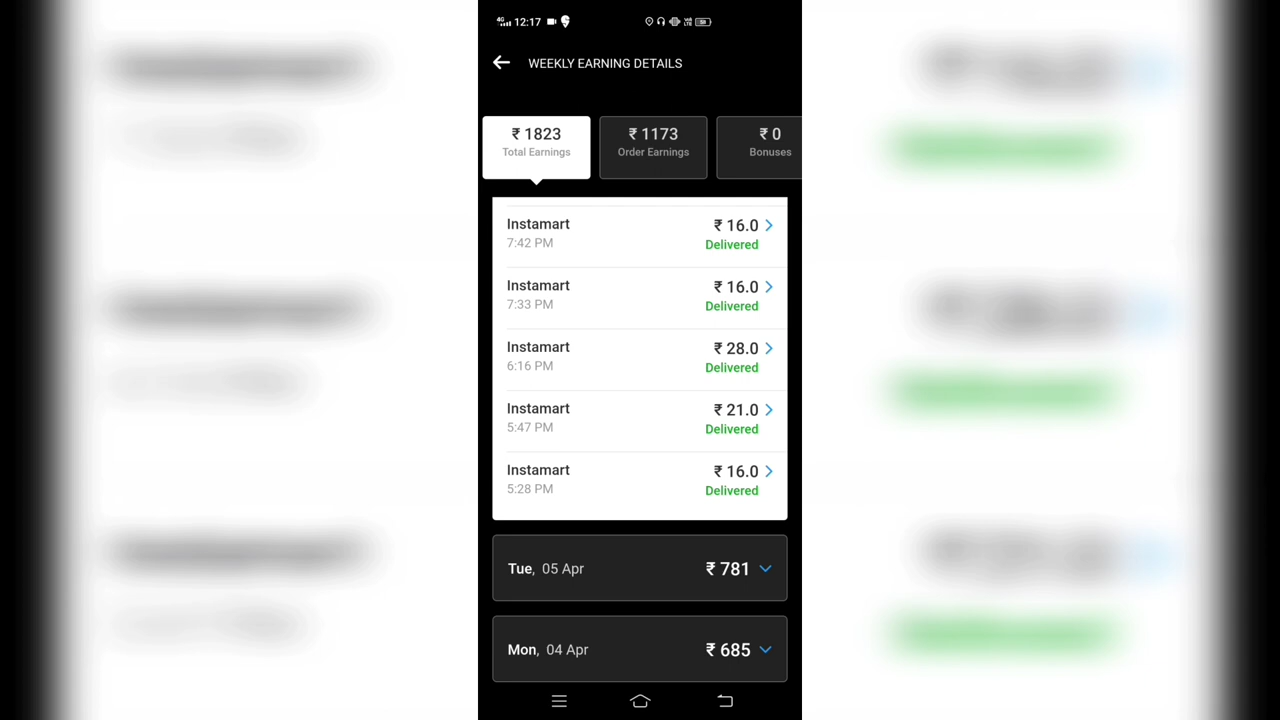 4G 12:17
WEEKLY EARNING DETAILS
₹ 1823
Total Earnings
₹ 1173
Order Earnings
₹ 0
Bonuses
Instamart
₹ 16.0
7:42 PM
Delivered
Instamart
₹ 16.0
7:33 PM
Delivered
Instamart
₹ 28.0
6:16 PM
Delivered
Instamart
₹ 21.0
5:47 PM
Delivered
Instamart
₹ 16.0
5:28 PM
Delivered
Tue, 05 Apr
₹ 781
Mon, 04 Apr
₹ 685